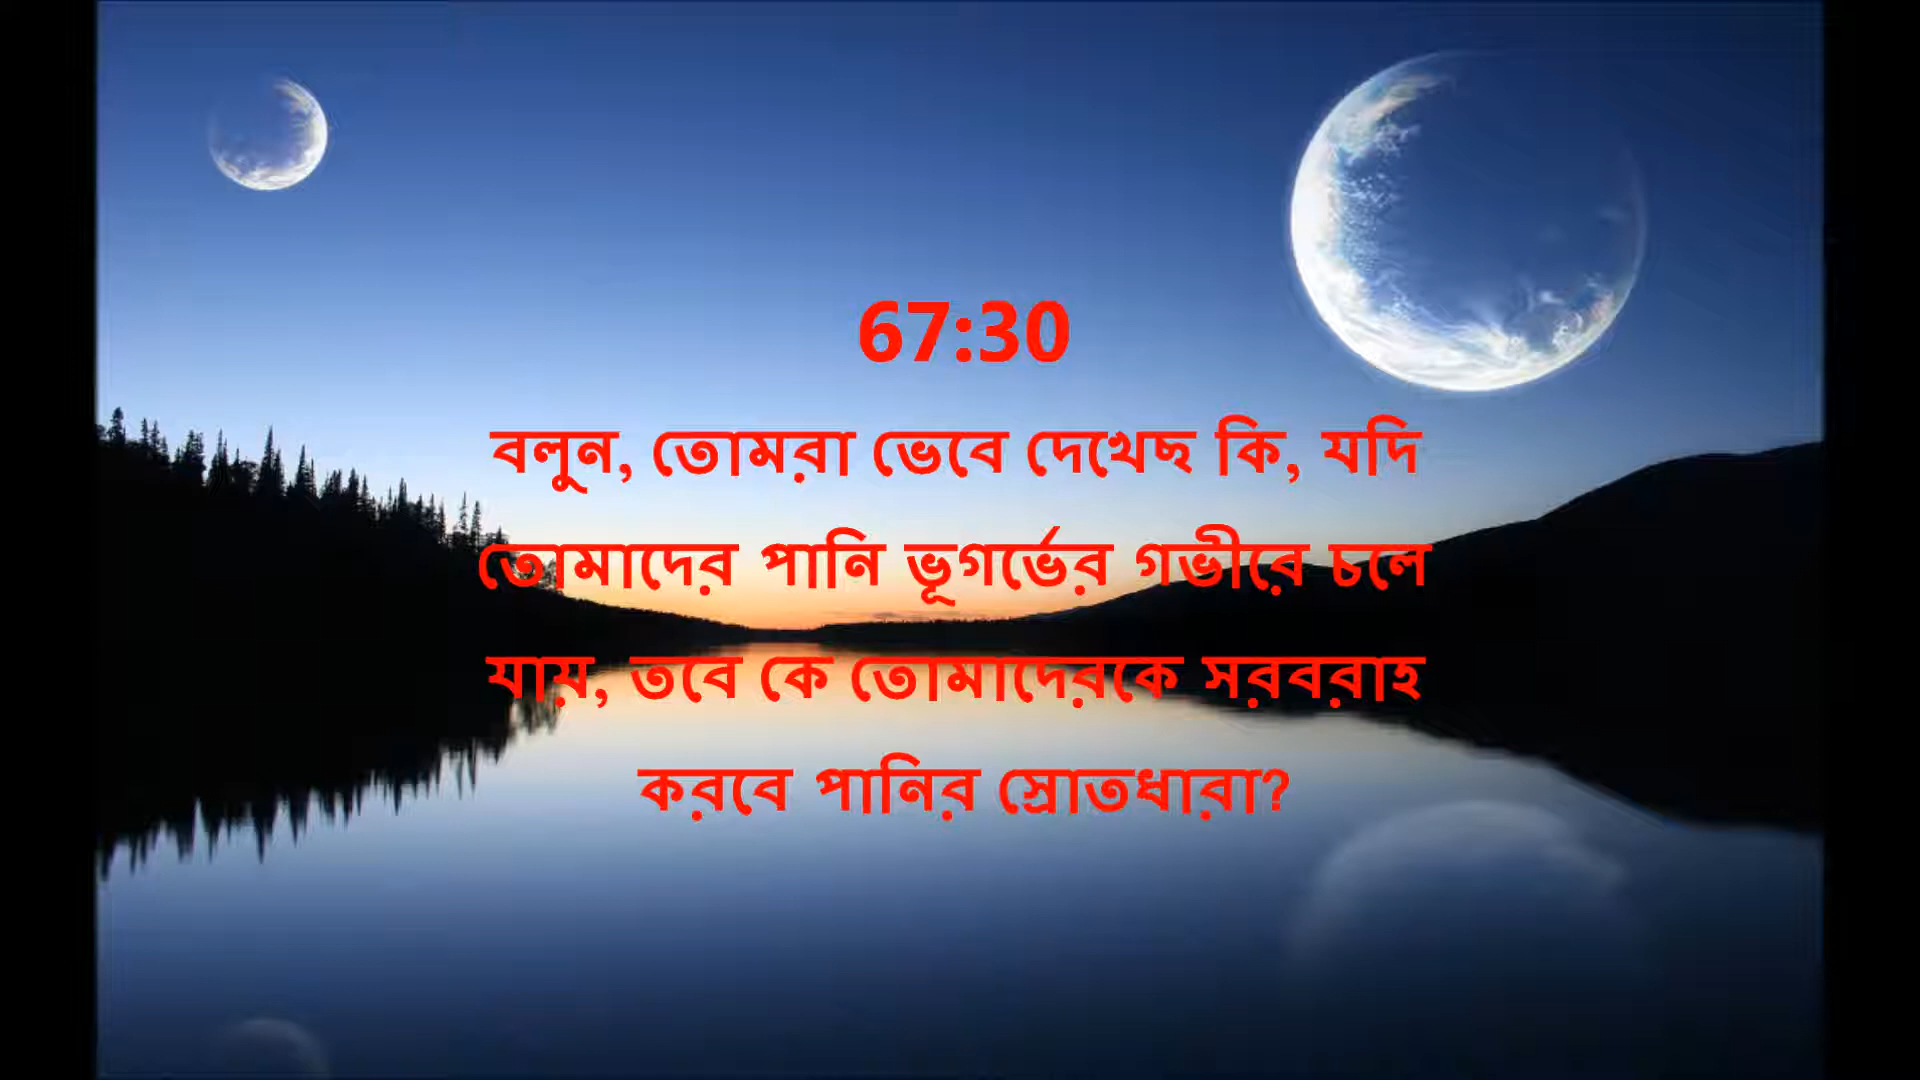 67:30
বলুন, তোমরা ভেবে দেখেছ কি, যদি
তোমাদের পানি ভূগর্ভের গভীরে চলে
যায়, তবে কে তোমাদেরকে সরবরাহ
করবে পানির স্রোতধারা?